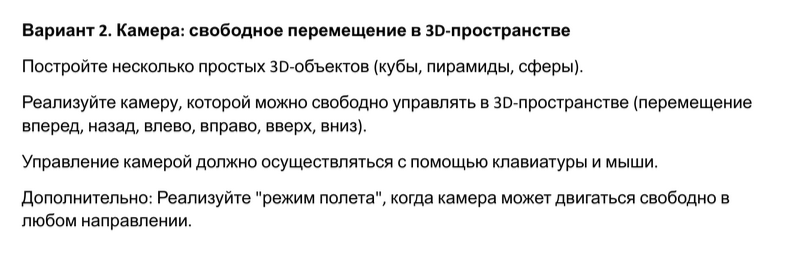 Вариант 2. Камера: свободное перемещение в 3D-пространстве
Постройте несколько простых 3D-объектов (кубы, пирамиды, сферы).
Реализуйте камеру, которой можно свободно управлять в 3D-пространстве (перемещение
вперед, назад, влево, вправо, вверх, вниз).
Управление камерой должно осуществляться с помощью клавиатуры и мыши.
Дополнительно: Реализуйте "режим полета", когда камера может двигаться свободно в
любом направлении.